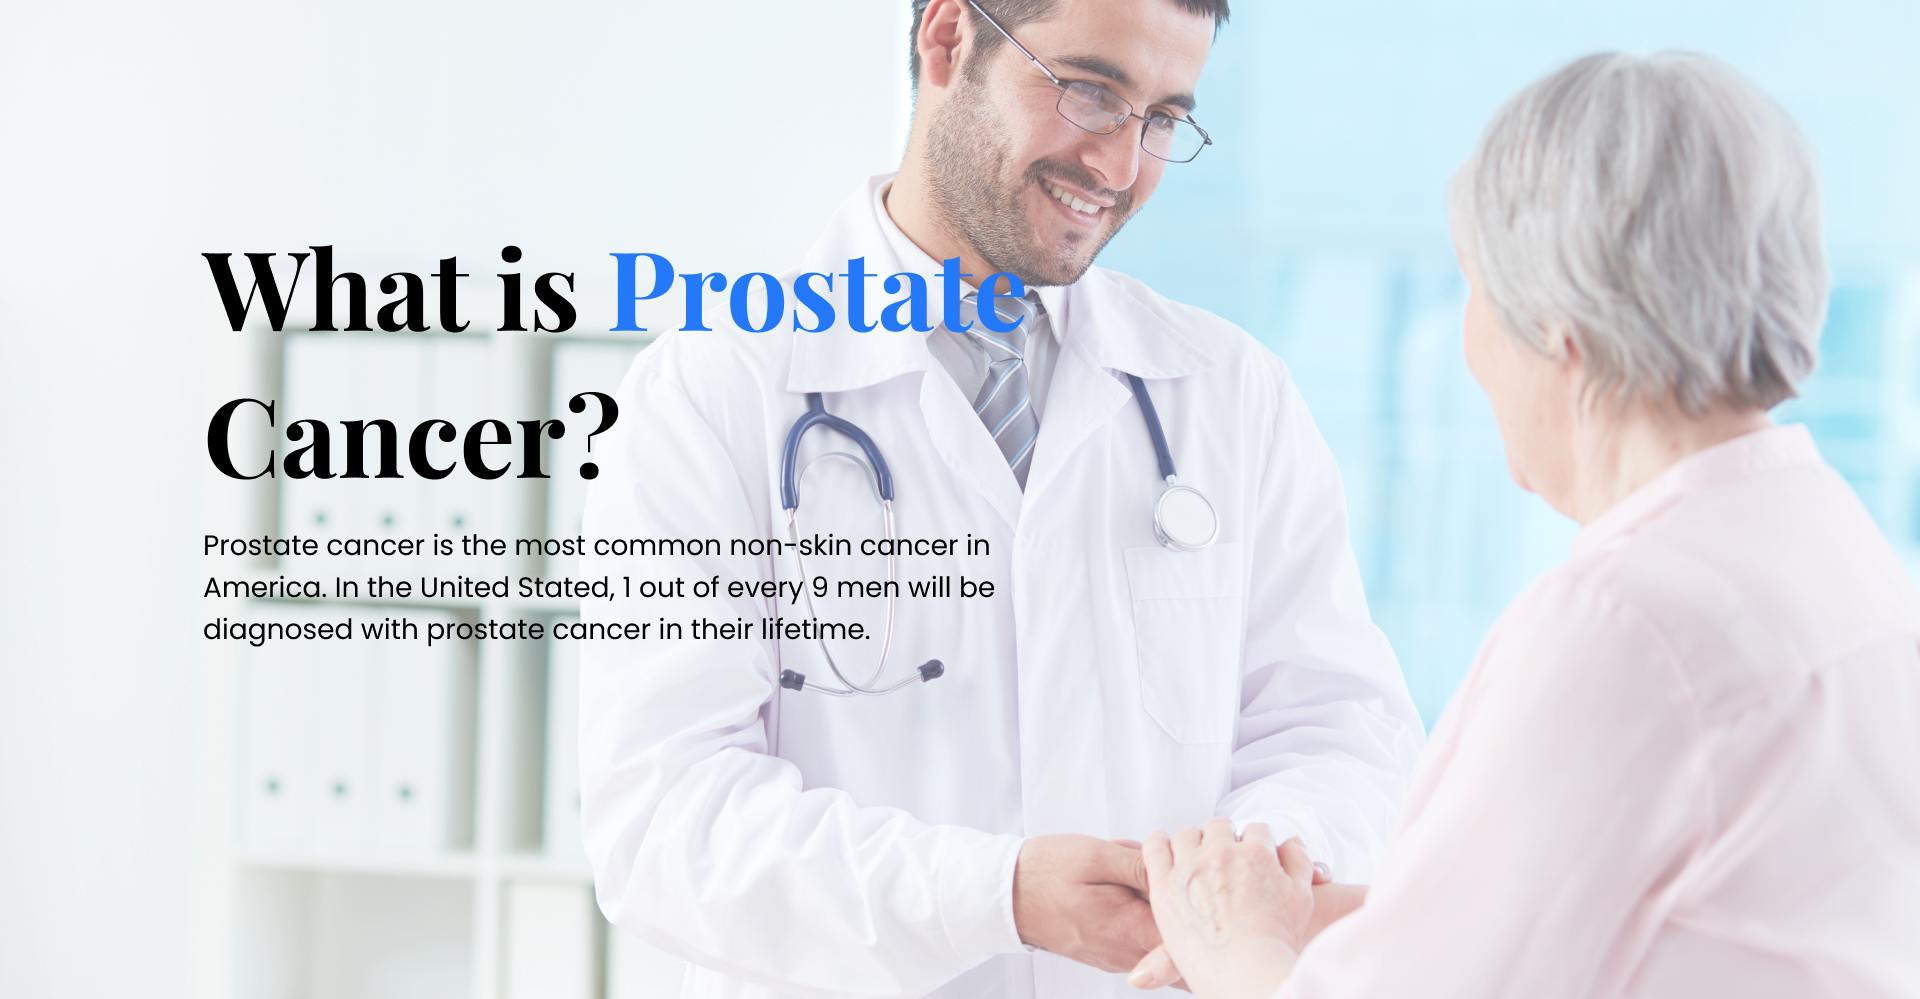 What is Prostate
Cancer?
Prostate cancer is the most common non-skin cancer in
America. In the United Stated, 1 out of every 9 men will be
diagnosed with prostate cancer in their lifetime.